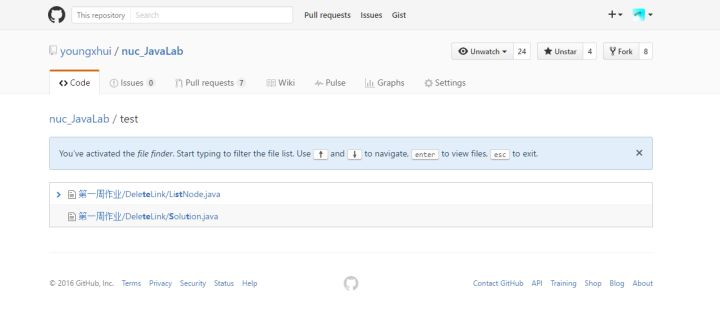 This repository Search Pull requests Issues Gist
youngxhui / nuc_JavaLab Unwatch 24 Unstar 4 Fork 8
Code Issues 0 Pull requests 7 Wiki Pulse Graphs Settings
nuc_JavaLab / test
You've activated the file finder. Start typing to filter the file list. Use ↑ and ↓ to navigate, enter to view files, esc to exit.
第一周作业/DeleteLink/ListNode.java
第一周作业/DeleteLink/Solution.java
© 2016 GitHub, Inc. Terms Privacy Security Status Help Contact GitHub API Training Shop Blog About